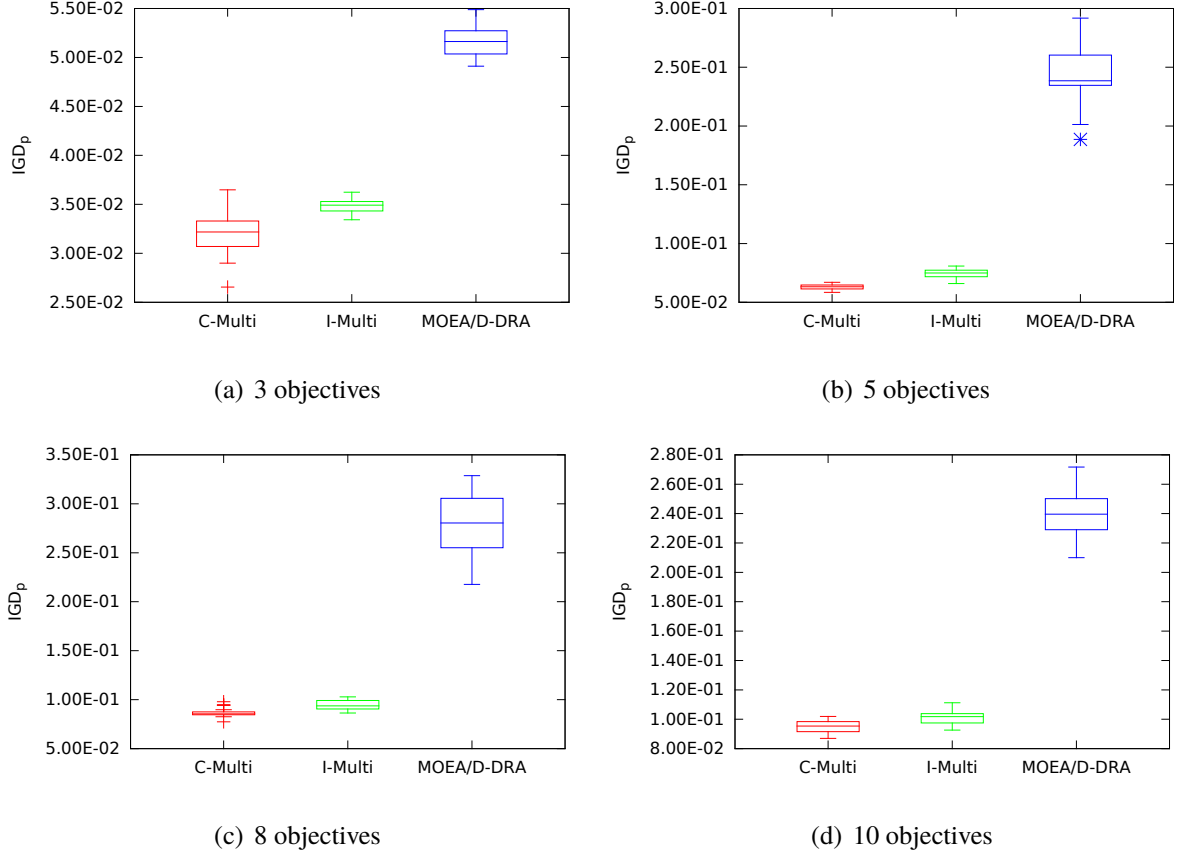 5.50E-02
5.00E-02
4.50E-02
4.00E-02
3.50E-02
3.00E-02
2.50E-02
IGDp
C-Multi I-Multi MOEA/D-DRA
(a) 3 objectives
3.00E-01
2.50E-01
2.00E-01
1.50E-01
1.00E-01
5.00E-02
IGDp
C-Multi I-Multi MOEA/D-DRA
(b) 5 objectives
3.50E-01
3.00E-01
2.50E-01
2.00E-01
1.50E-01
1.00E-01
5.00E-02
IGDp
C-Multi I-Multi MOEA/D-DRA
(c) 8 objectives
2.80E-01
2.60E-01
2.40E-01
2.20E-01
2.00E-01
1.80E-01
1.60E-01
1.40E-01
1.20E-01
1.00E-01
8.00E-02
IGDp
C-Multi I-Multi MOEA/D-DRA
(d) 10 objectives